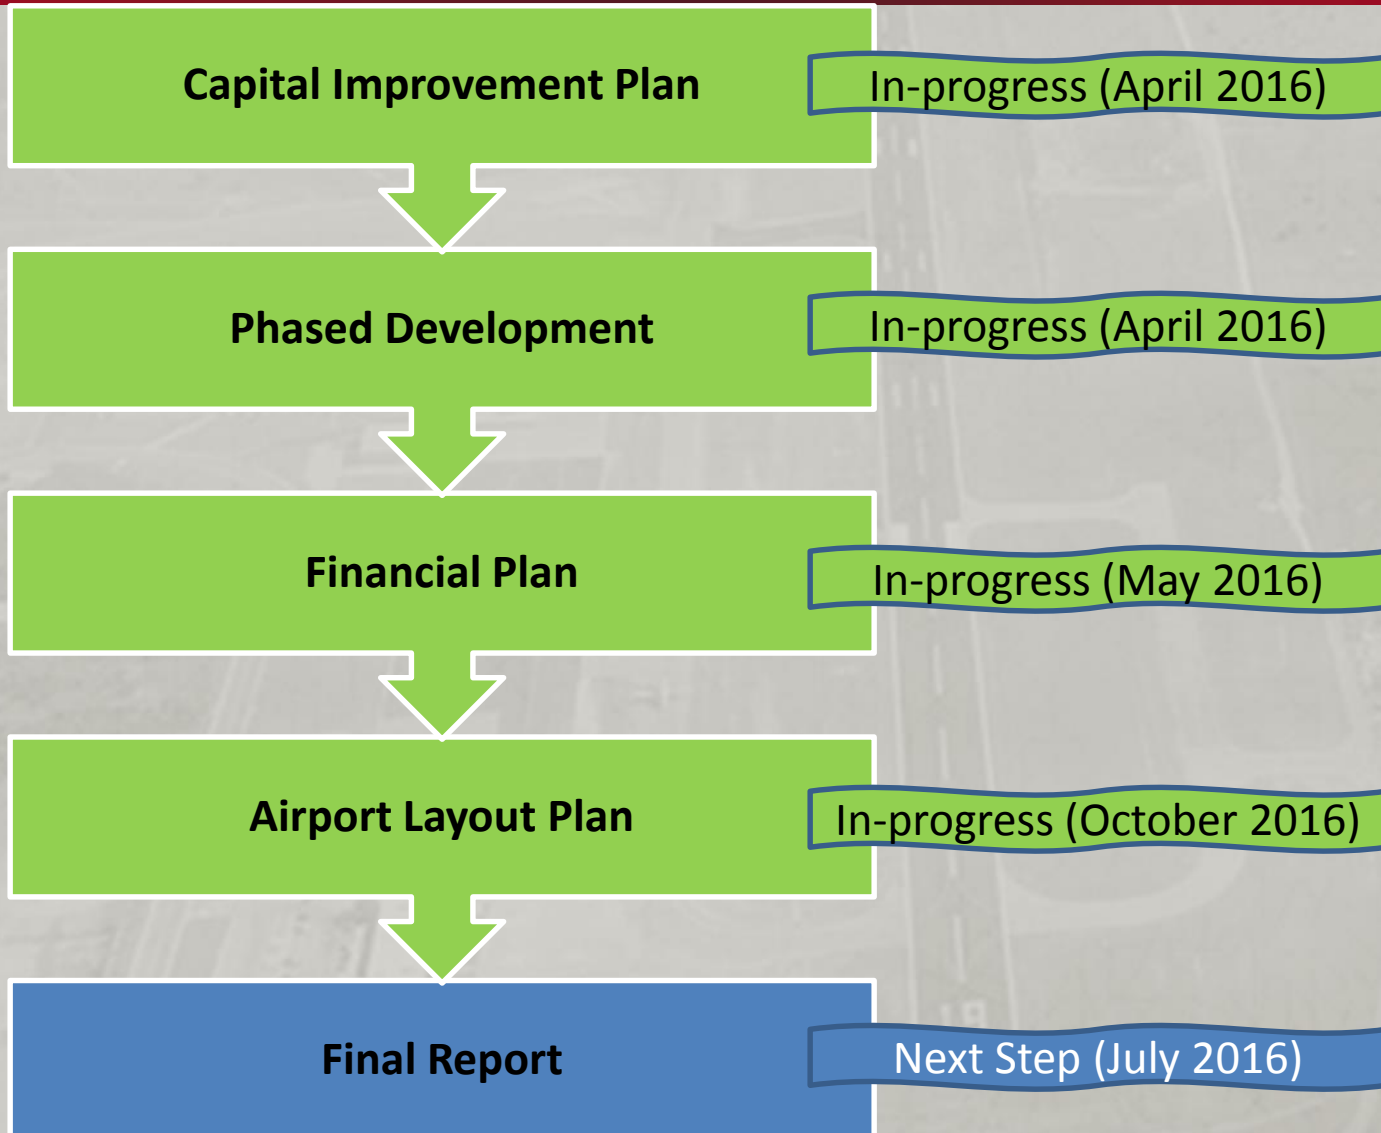 Capital Improvement Plan
In-progress (April 2016)
Phased Development
In-progress (April 2016)
Financial Plan
In-progress (May 2016)
Airport Layout Plan
In-progress (October 2016)
Final Report
Next Step (July 2016)